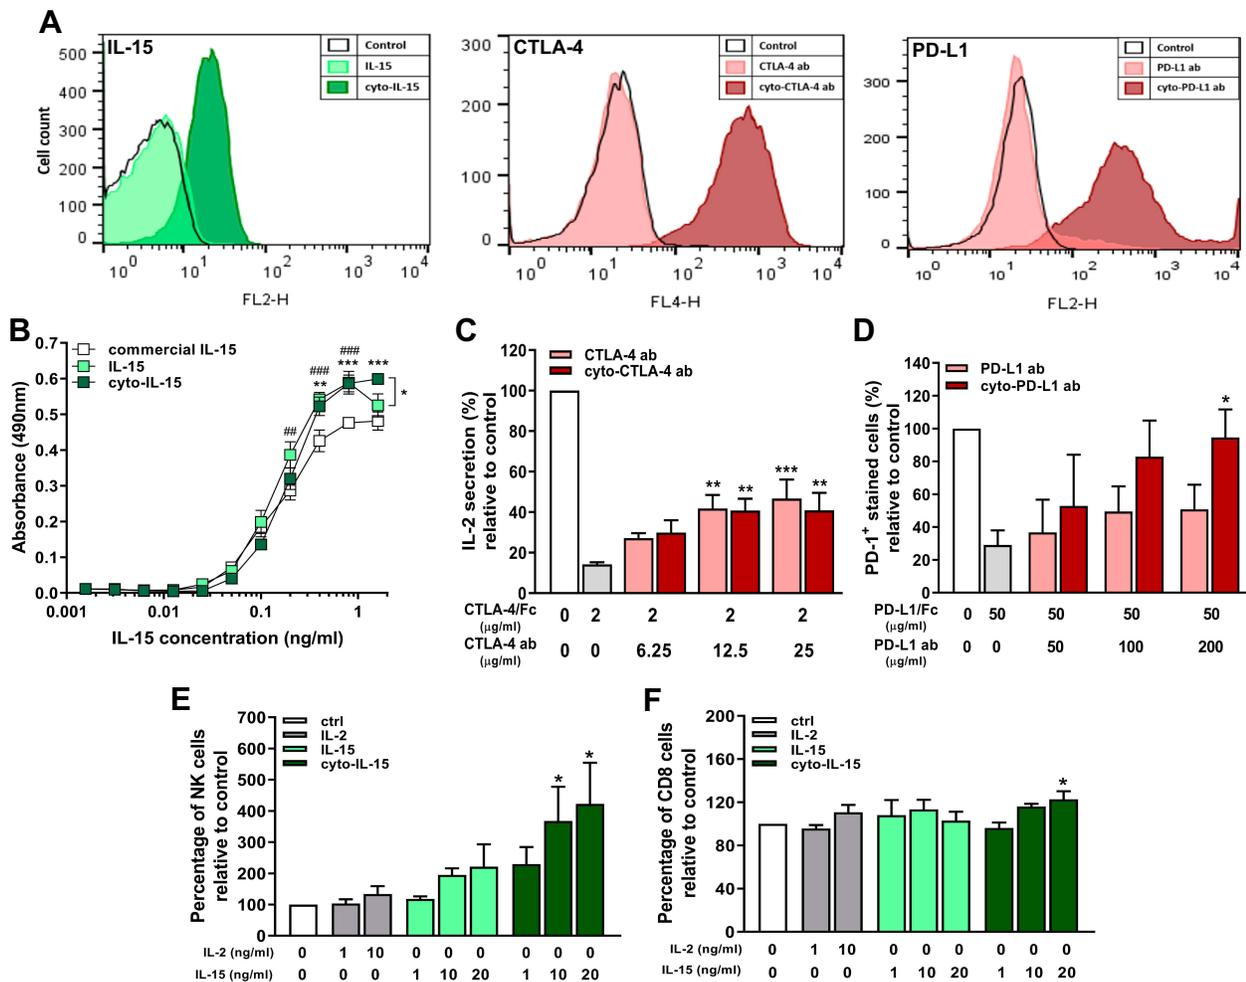 A
IL-15
Control
IL-15
cyto-IL-15
Cell count
500
400
300
200
100
0
10^0 10^1 10^2 10^3 10^4
FL2-H
CTLA-4
Control
CTLA-4 ab
cyto-CTLA-4 ab
300
200
100
0
10^0 10^1 10^2 10^3 10^4
FL4-H
PD-L1
Control
PD-L1 ab
cyto-PD-L1 ab
300
200
100
0
10^0 10^1 10^2 10^3 10^4
FL2-H
B
commercial IL-15
IL-15
cyto-IL-15
Absorbance (490nm)
0.7
0.6
0.5
0.4
0.3
0.2
0.1
0.0
## 
###
**
###
***
***
*
0.001 0.01 0.1 1
IL-15 concentration (ng/ml)
C
CTLA-4 ab
cyto-CTLA-4 ab
IL-2 secretion (%)
relative to control
120
100
80
60
40
20
0
** ** *** **
CTLA-4/Fc 0 2 2 2 2
(μg/ml)
CTLA-4 ab 0 0 6.25 12.5 25
(μg/ml)
D
PD-L1 ab
cyto-PD-L1 ab
PD-1+ stained cells (%)
relative to control
140
120
100
80
60
40
20
0
*
PD-L1/Fc 0 50 50 50 50
(μg/ml)
PD-L1 ab 0 0 50 100 200
(μg/ml)
E
ctrl
IL-2
IL-15
cyto-IL-15
Percentage of NK cells
relative to control
700
600
500
400
300
200
100
0
* *
IL-2 (ng/ml) 0 1 10 0 0 0 0 0 0
IL-15 (ng/ml) 0 0 0 1 10 20 1 10 20
F
ctrl
IL-2
IL-15
cyto-IL-15
Percentage of CD8 cells
relative to control
200
160
120
80
40
0
*
IL-2 (ng/ml) 0 1 10 0 0 0 0 0 0
IL-15 (ng/ml) 0 0 0 1 10 20 1 10 20